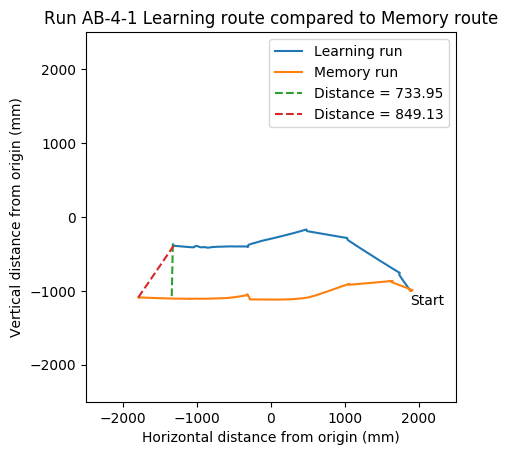 Run AB-4-1 Learning route compared to Memory route
Learning run
Memory run
Distance = 733.95
Distance = 849.13
2000
1000
0
−1000
−2000
Vertical distance from origin (mm)
Start
−2000
−1000
0
1000
2000
Horizontal distance from origin (mm)